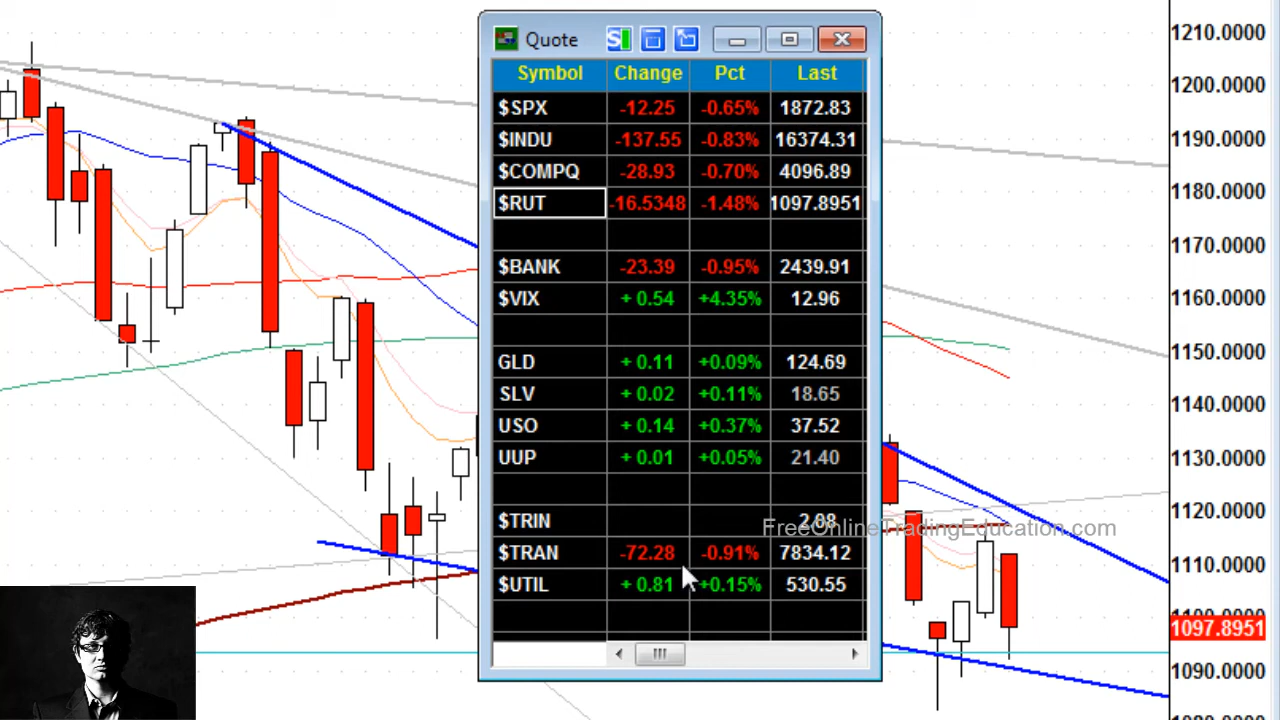 Quote
Symbol Change Pct Last
$SPX -12.25 -0.65% 1872.83
$INDU -137.55 -0.83% 16374.31
$COMPQ -28.93 -0.70% 4096.89
$RUT -16.5348 -1.48% 1097.8951
$BANK -23.39 -0.95% 2439.91
$VIX + 0.54 +4.35% 12.96
GLD + 0.11 +0.09% 124.69
SLV + 0.02 +0.11% 18.65
USO + 0.14 +0.37% 37.52
UUP + 0.01 +0.05% 21.40
$TRIN 2.08
$TRAN -72.28 -0.91% 7834.12
$UTIL + 0.81 +0.15% 530.55
FreeOnlineTradingEducation.com
1210.0000
1200.0000
1190.0000
1180.0000
1170.0000
1160.0000
1150.0000
1140.0000
1130.0000
1120.0000
1110.0000
1097.8951
1090.0000